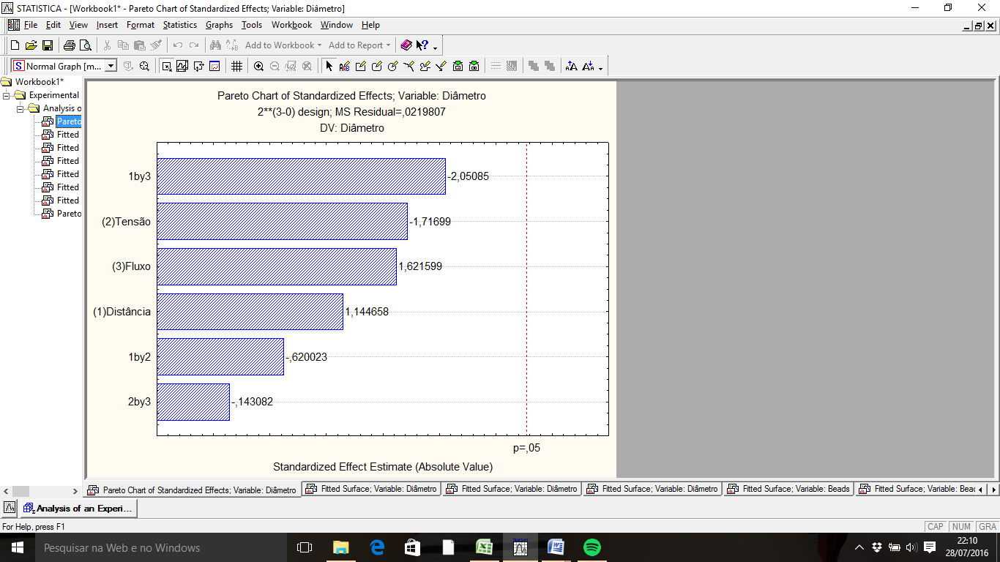 STATISTICA - [Workbook1* - Pareto Chart of Standardized Effects; Variable: Diâmetro]
File Edit View Insert Format Statistics Graphs Tools Workbook Window Help
Add to Workbook Add to Report
Normal Graph [m...
Workbook1*
Experimental
Analysis o
Pareto
Fitted
Fitted
Fitted
Fitted
Fitted
Fitted
Pareto
Pareto Chart of Standardized Effects; Variable: Diâmetro
2**(3-0) design; MS Residual=,0219807
DV: Diâmetro
1by3 -2,05085
(2)Tensão -1,71699
(3)Fluxo 1,621599
(1)Distância 1,144658
1by2 -,620023
2by3 -,143082
p=,05
Standardized Effect Estimate (Absolute Value)
Pareto Chart of Standardized Effects; Variable: Diâmetro Fitted Surface; Variable: Diâmetro Fitted Surface; Variable: Diâmetro Fitted Surface; Variable: Diâmetro Fitted Surface; Variable: Beads Fitted Surface; Variable: Bead
Analysis of an Experi...
For Help, press F1 CAP NUM GRA
Pesquisar na Web e no Windows
22:10
28/07/2016